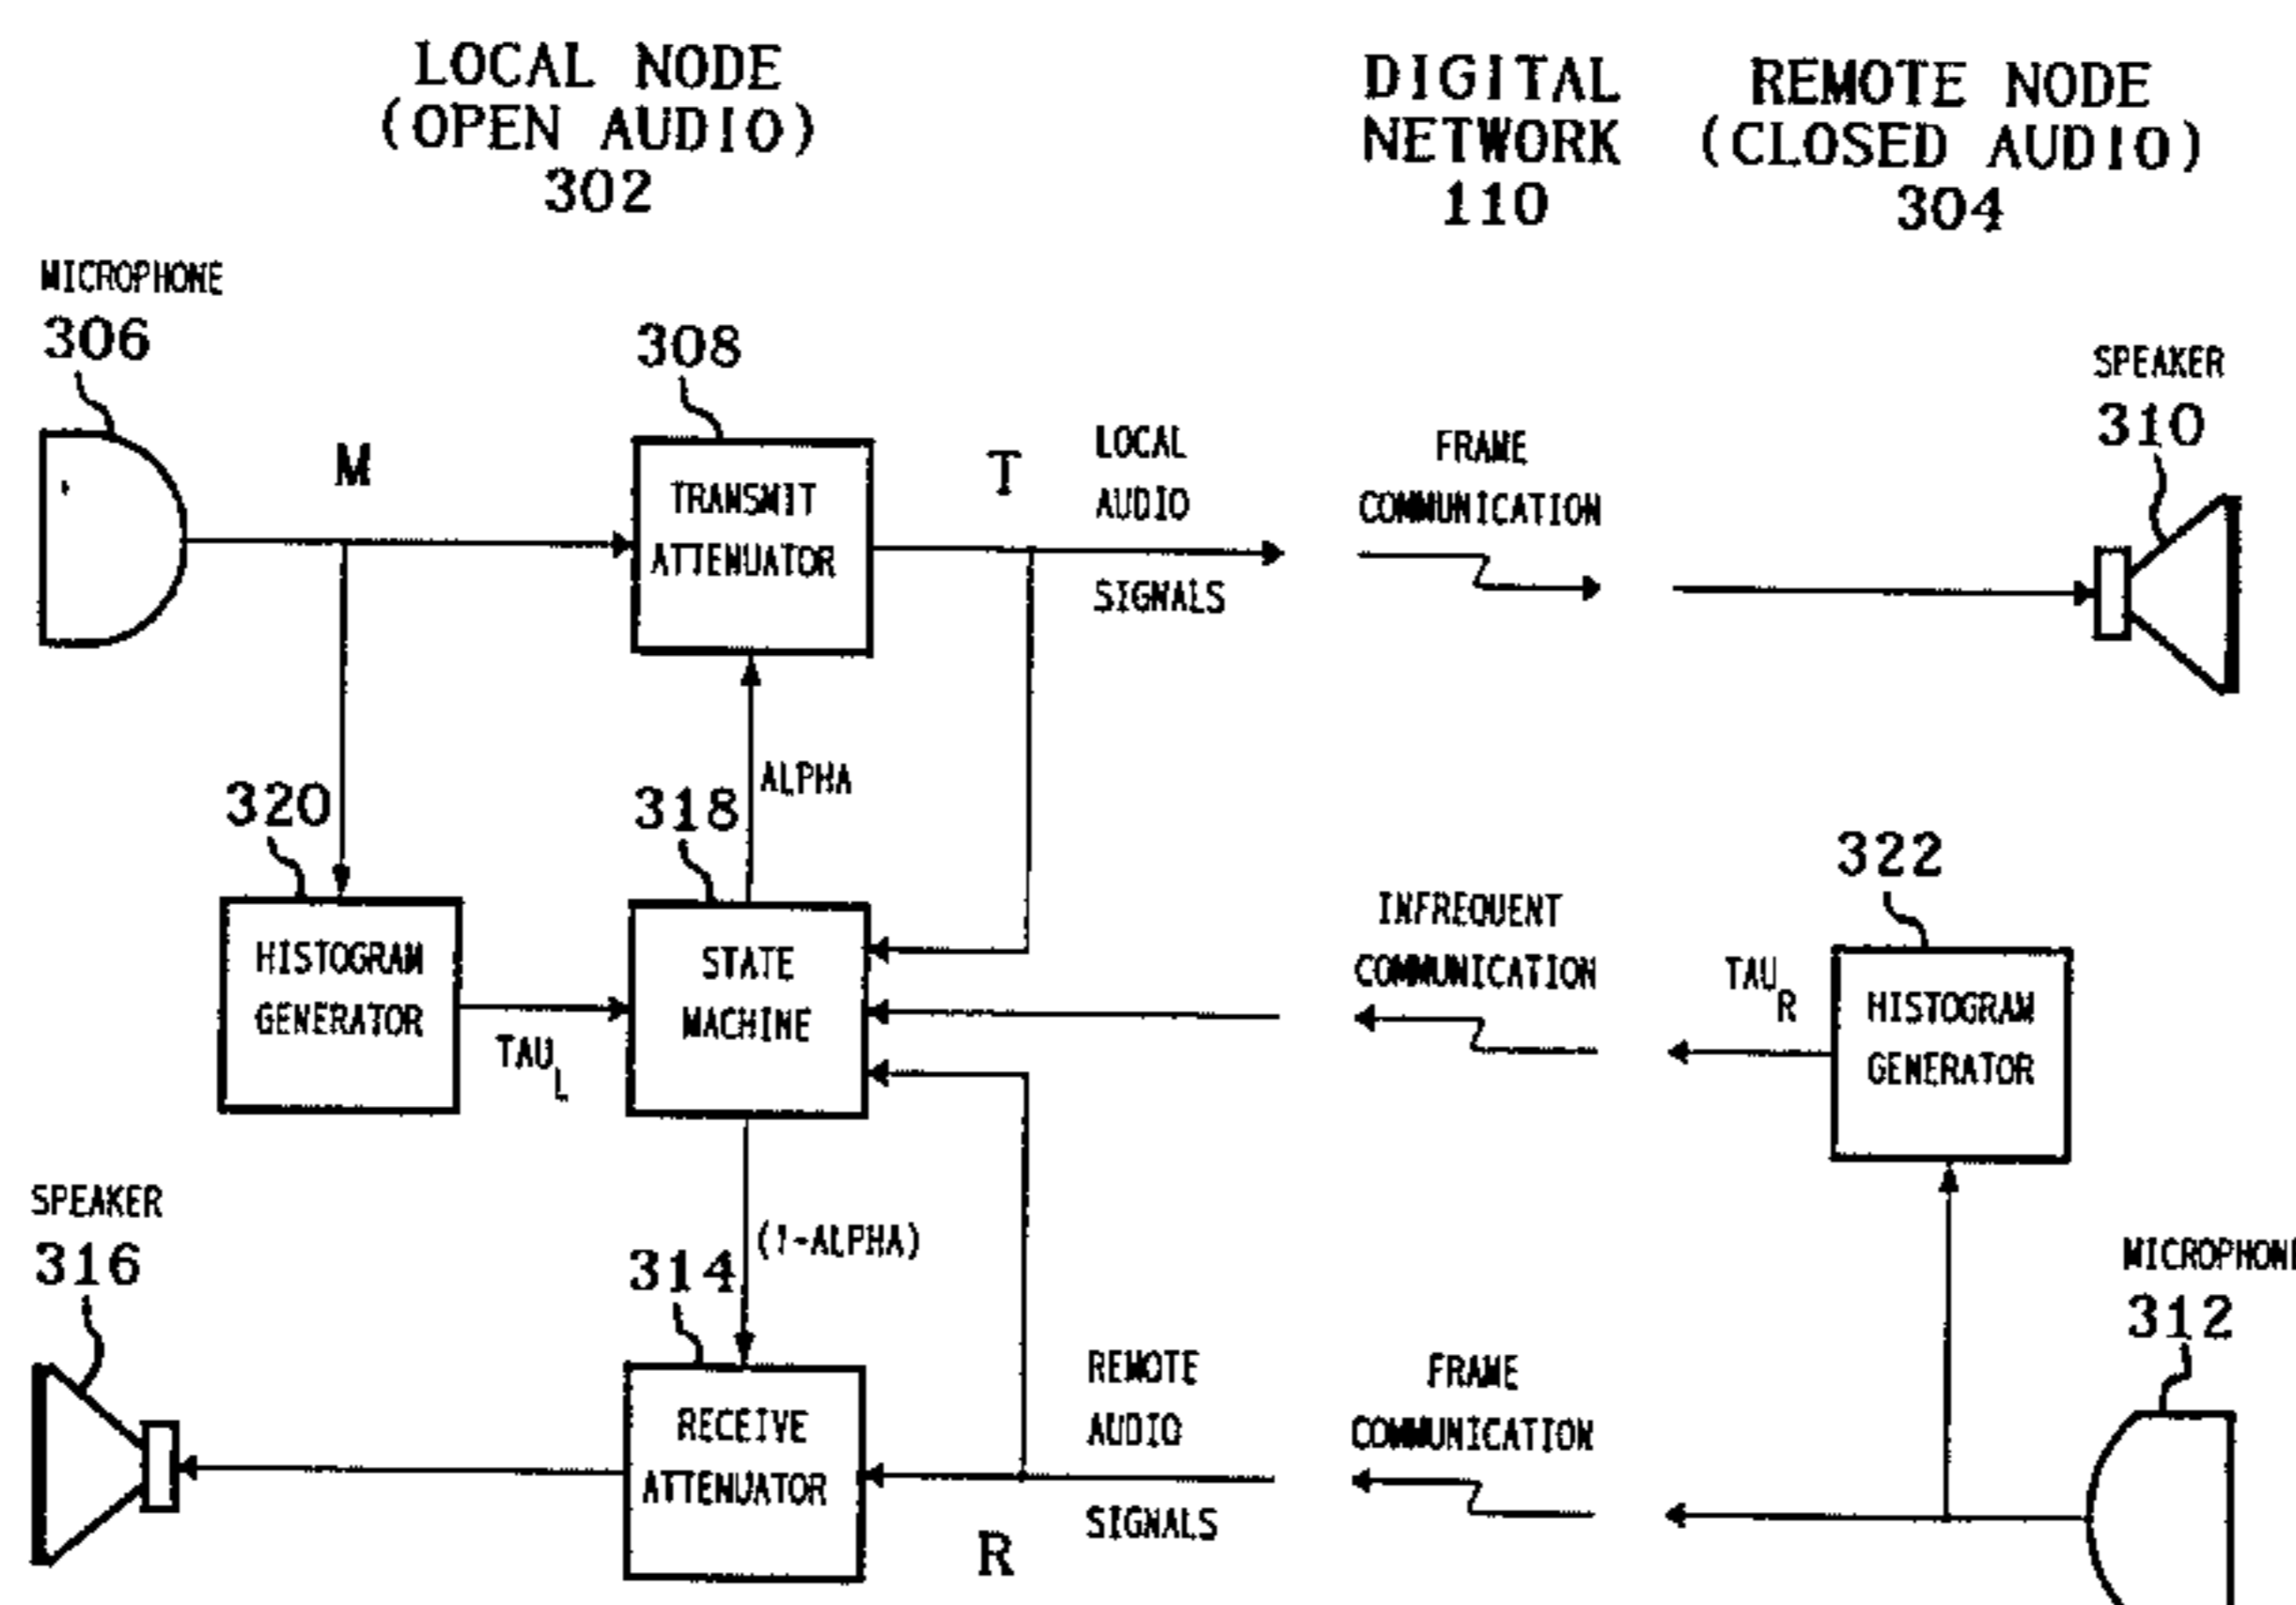 LOCAL NODE
(OPEN AUDIO)
302
DIGITAL
NETWORK
110
REMOTE NODE
(CLOSED AUDIO)
304
MICROPHONE
306
M
308
TRANSMIT
ATTENUATOR
T
LOCAL
AUDIO
SIGNALS
FRAME
COMMUNICATION
SPEAKER
310
ALPHA
320
HISTOGRAM
GENERATOR
TAU L
318
STATE
MACHINE
INFREQUENT
COMMUNICATION
TAU R
322
HISTOGRAM
GENERATOR
(1-ALPHA)
SPEAKER
316
314
RECEIVE
ATTENUATOR
R
REMOTE
AUDIO
SIGNALS
FRAME
COMMUNICATION
MICROPHONE
312